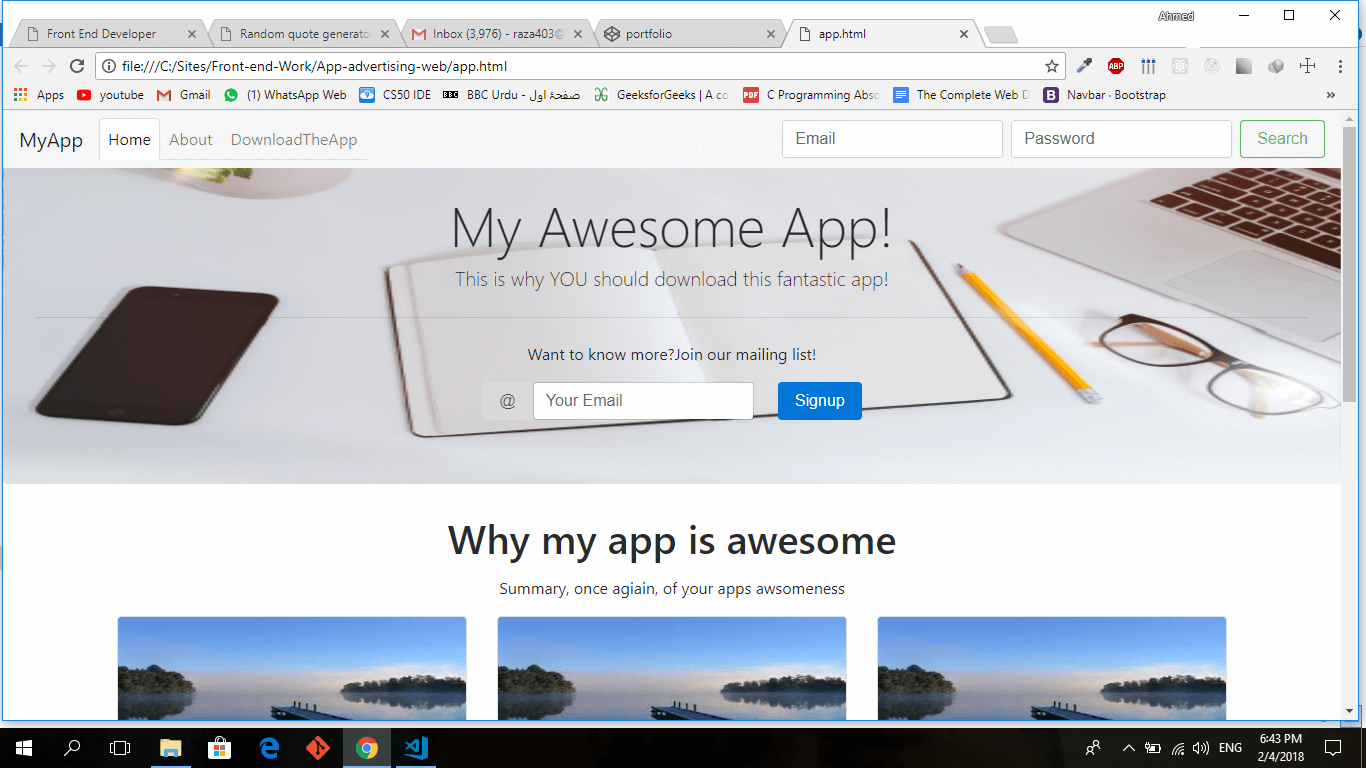 Ahmed
Front End Developer
Random quote generato
Inbox (3,976) - raza403@
portfolio
app.html
file:///C:/Sites/Front-end-Work/App-advertising-web/app.html
ABP
Apps
youtube
Gmail
(1) WhatsApp Web
CS50 IDE
BBC
BBC Urdu - صفحۂ اول
GeeksforGeeks | A co
PDF
C Programming Absc
The Complete Web D
B
Navbar · Bootstrap
»
MyApp
Home
About
DownloadTheApp
Email
Password
Search
My Awesome App!
This is why YOU should download this fantastic app!
Want to know more?Join our mailing list!
@
Your Email
Signup
Why my app is awesome
Summary, once agiain, of your apps awsomeness
ENG
6:43 PM
2/4/2018